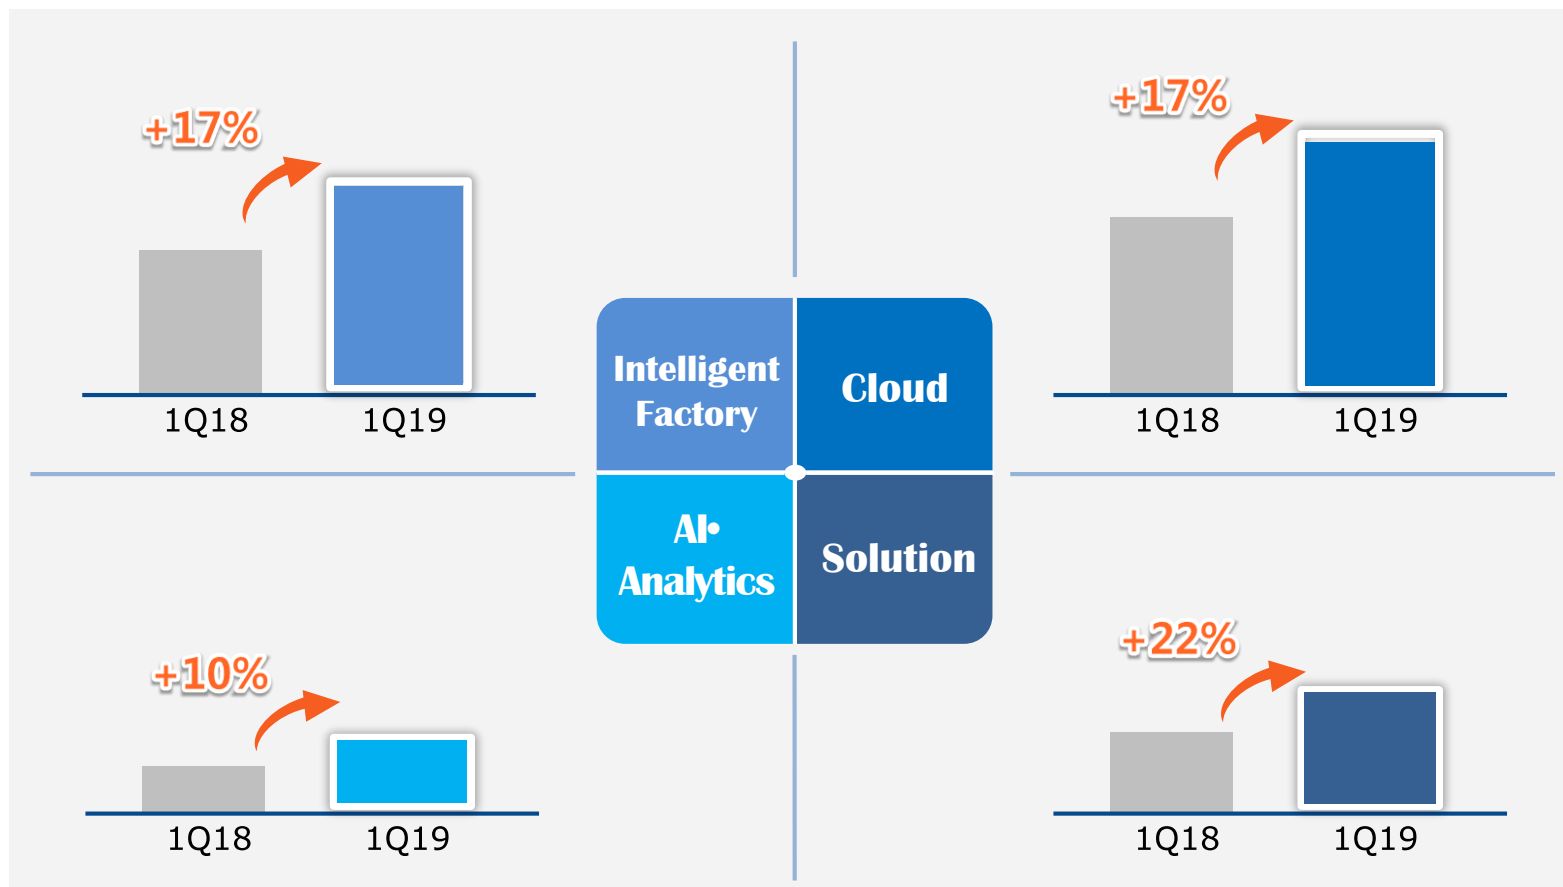 +17%
1Q18 1Q19
+17%
1Q18 1Q19
Intelligent
Factory
Cloud
AI•
Analytics
Solution
+10%
1Q18 1Q19
+22%
1Q18 1Q19